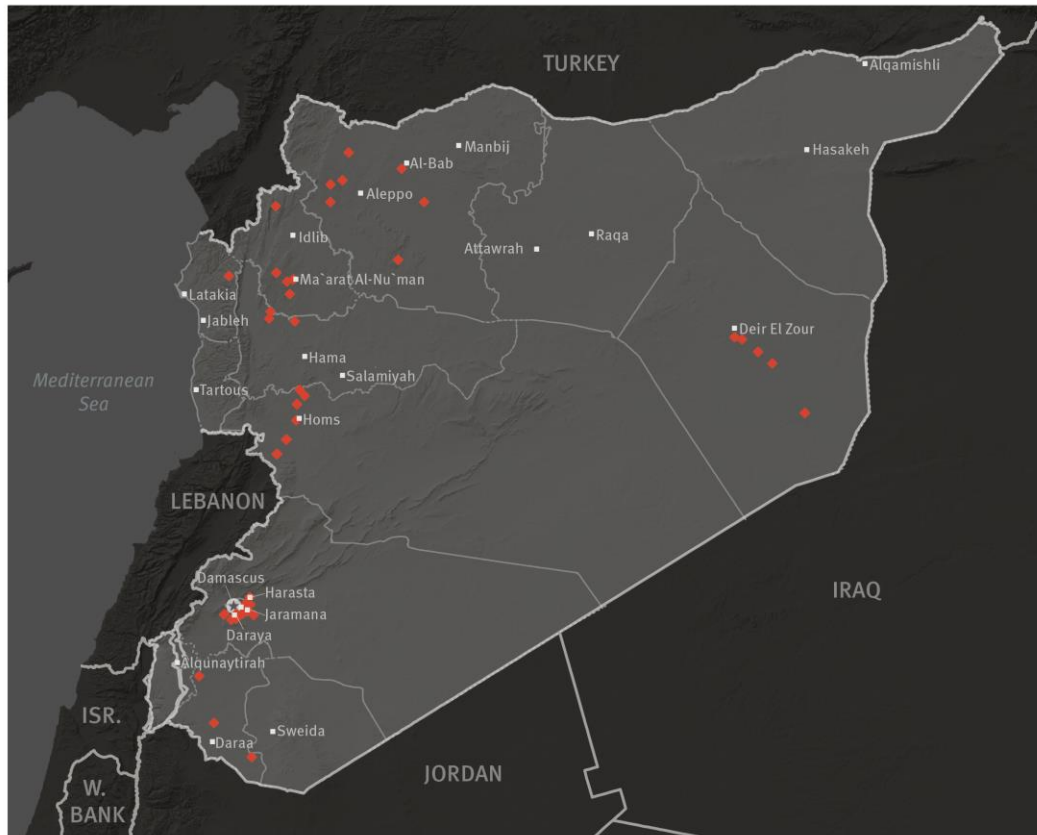 TURKEY
Alqamishli
Manbij
Hasakeh
Al-Bab
Aleppo
Idlib
Raqa
Attawrah
Ma`arat Al-Nu`man
Latakia
Jableh
Deir El Zour
Hama
Salamiyah
Mediterranean
Sea
Tartous
Homs
LEBANON
Damascus
Harasta
IRAQ
Jaramana
Daraya
Alqunaytirah
ISR.
Sweida
Daraa
JORDAN
W.
BANK